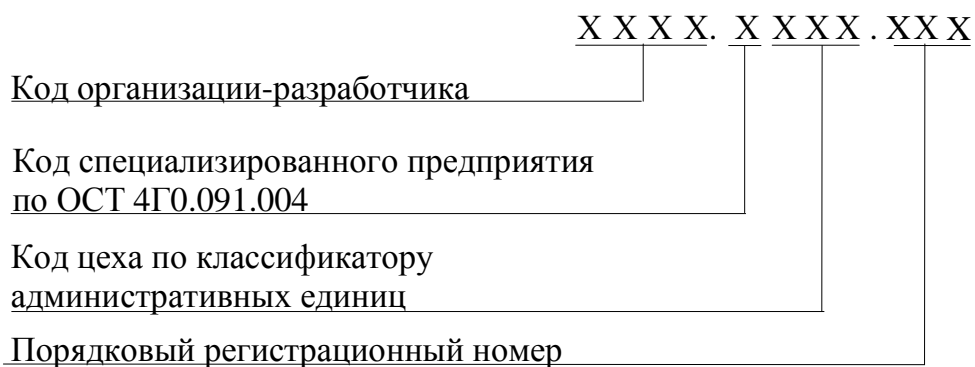 X X X X. X X X X . XX X
Код организации-разработчика
Код специализированного предприятия
по ОСТ 4Г0.091.004
Код цеха по классификатору
административных единиц
Порядковый регистрационный номер